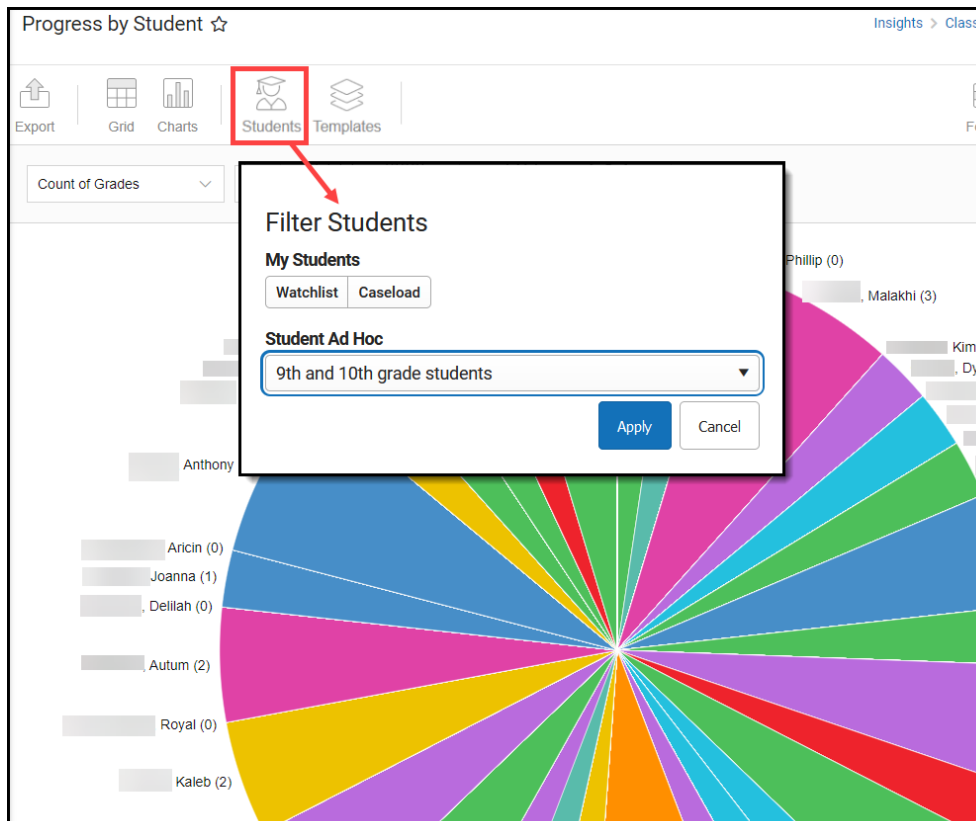 Progress by Student
Insights > Class
Export
Grid
Charts
Students
Templates
Count of Grades
Filter Students
My Students
Watchlist
Caseload
Student Ad Hoc
9th and 10th grade students
Apply
Cancel
Phillip (0)
, Malakhi (3)
Kim
, Dy
Anthony
Aricin (0)
Joanna (1)
, Delilah (0)
, Autum (2)
Royal (0)
Kaleb (2)